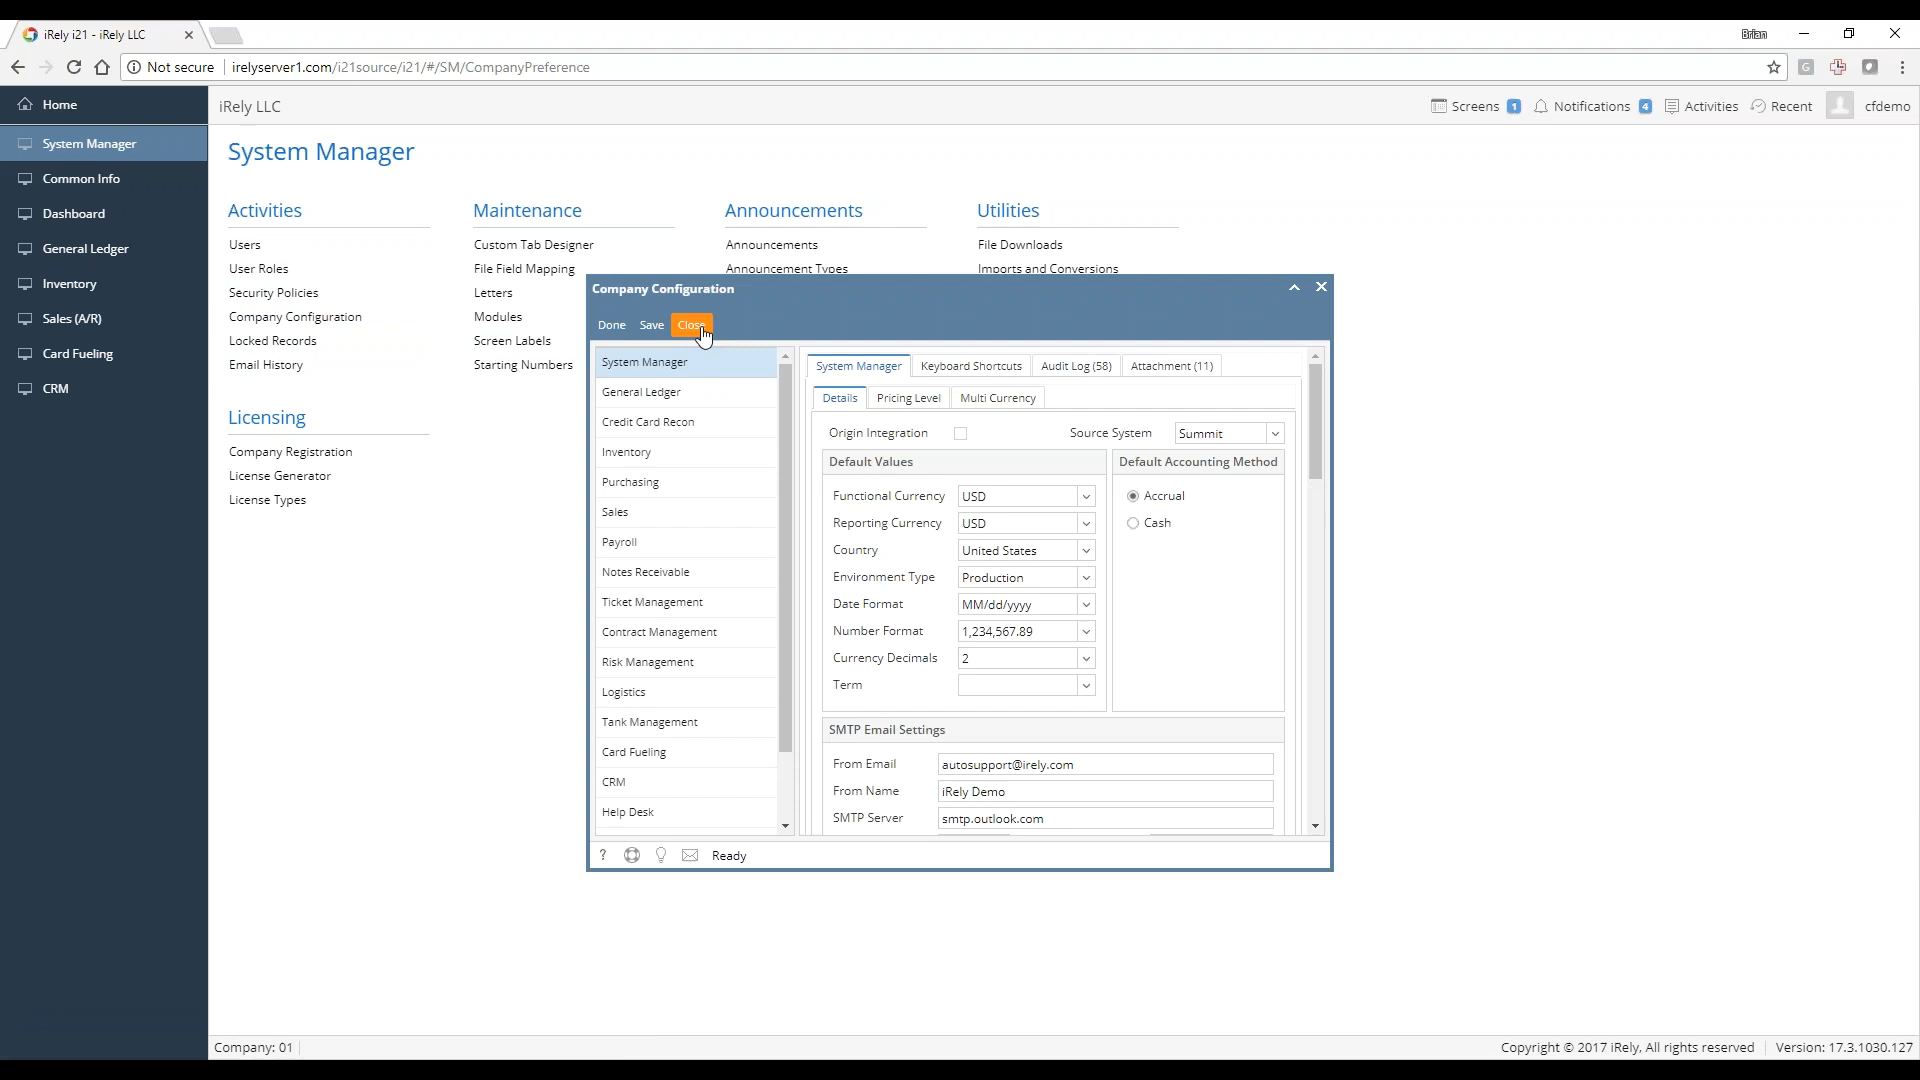 iRely i21 - iRely LLC
Brian
Not secure irelyserver1.com/i21source/i21/#/SM/CompanyPreference
Home
iRely LLC
Screens 1 Notifications 4 Activities Recent cfdemo
System Manager
Common Info
Dashboard
General Ledger
Inventory
Sales (A/R)
Card Fueling
CRM
System Manager
Activities
Users
User Roles
Security Policies
Company Configuration
Locked Records
Email History
Licensing
Company Registration
License Generator
License Types
Maintenance
Custom Tab Designer
File Field Mapping
Letters
Modules
Screen Labels
Starting Numbers
Announcements
Announcements
Announcement Types
Utilities
File Downloads
Imports and Conversions
Company Configuration
Done Save Close
System Manager
General Ledger
Credit Card Recon
Inventory
Purchasing
Sales
Payroll
Notes Receivable
Ticket Management
Contract Management
Risk Management
Logistics
Tank Management
Card Fueling
CRM
Help Desk
System Manager Keyboard Shortcuts Audit Log (58) Attachment (11)
Details Pricing Level Multi Currency
Origin Integration Source System Summit
Default Values
Functional Currency USD
Reporting Currency USD
Country United States
Environment Type Production
Date Format MM/dd/yyyy
Number Format 1,234,567.89
Currency Decimals 2
Term
Default Accounting Method
Accrual
Cash
SMTP Email Settings
From Email autosupport@irely.com
From Name iRely Demo
SMTP Server smtp.outlook.com
? Ready
Company: 01
Copyright © 2017 iRely, All rights reserved Version: 17.3.1030.127